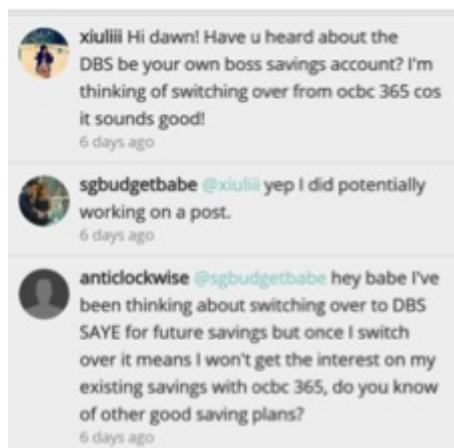 xiuliii Hi dawn! Have u heard about the
DBS be your own boss savings account? I'm
thinking of switching over from ocbc 365 cos
it sounds good!
6 days ago
sgbudgetbabe @xiuliii yep I did potentially
working on a post.
6 days ago
anticlockwise @sgbudgetbabe hey babe I've
been thinking about switching over to DBS
SAYE for future savings but once I switch
over it means I won't get the interest on my
existing savings with ocbc 365, do you know
of other good saving plans?
6 days ago